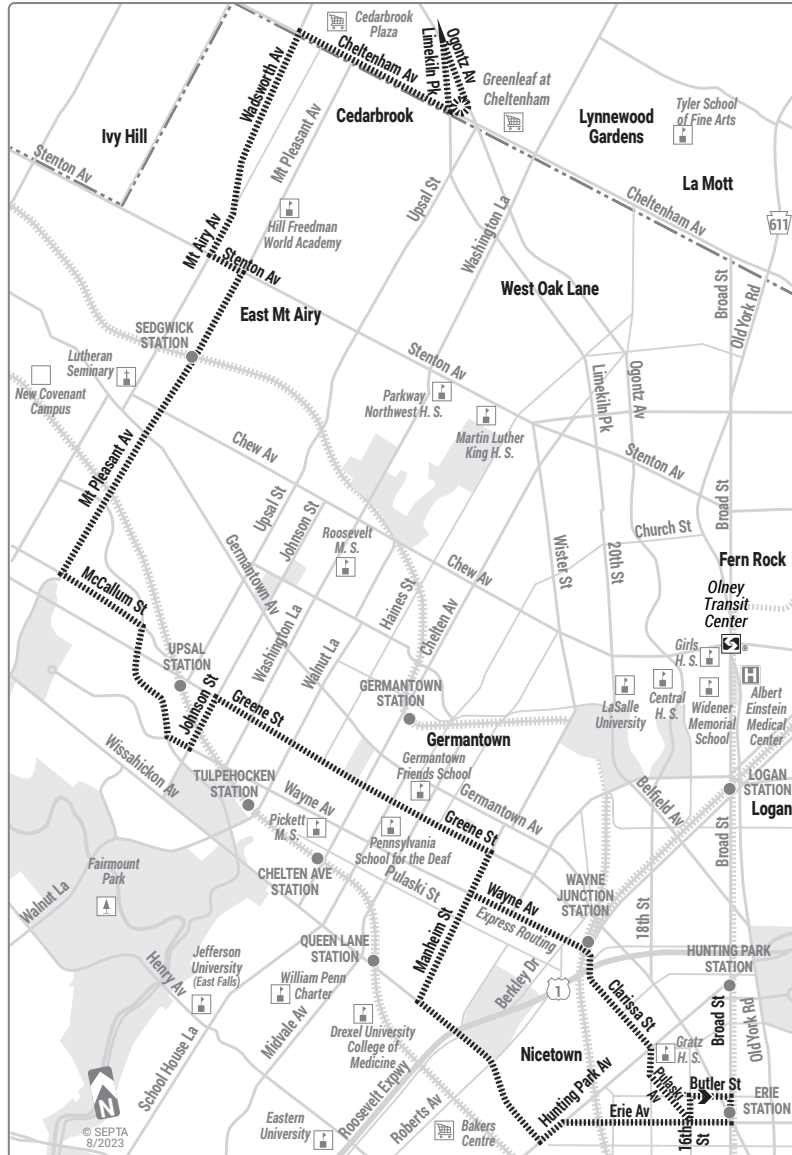 Cedarbrook
Plaza
Ogontz Av
Limekiln Pk
Cheltenham Av
Wadsworth Av
Greenleaf at
Cheltenham
Tyler School
of Fine Arts
Cedarbrook
Lynnewood
Gardens
Ivy Hill
Mt Pleasant Av
Stenton Av
La Mott
Upsal St
Cheltenham Av
Washington La
611
Hill Freedman
World Academy
Mt Airy Av
Stenton Av
Broad St
Old York Rd
West Oak Lane
East Mt Airy
SEDGWICK
STATION
Lutheran
Seminary
New Covenant
Campus
Stenton Av
Parkway
Northwest H. S.
Limekiln Pk
Ogontz Av
Martin Luther
King H. S.
Mt Pleasant Av
Chew Av
Stenton Av
Upsal St
Johnson St
Broad St
Roosevelt
M. S.
Church St
Germantown Av
Wister St
20th St
Fern Rock
McCallum St
Chew Av
Olney
Transit
Center
Haines St
Chelten Av
Washington La
Walnut La
Girls
H. S.
®
UPSAL
STATION
Johnson St
Greene St
GERMANTOWN
STATION
LaSalle
University
Central
H. S.
Widener
Memorial
School
H
Albert
Einstein
Medical
Center
Germantown
Wissahickon Av
Germantown
Friends School
TULPEHOCKEN
STATION
Wayne Av
LOGAN
STATION
Belfield Av
Logan
Germantown Av
Pickett
M. S.
Greene St
Pennsylvania
School for the Deaf
Broad St
CHELTEN AVE
STATION
Pulaski St
Fairmount
Park
WAYNE
JUNCTION
STATION
Wayne Av
Walnut La
Express Routing
18th St
Manheim St
QUEEN LANE
STATION
HUNTING PARK
STATION
Henry Av
Jefferson
University
(East Falls)
William Penn
Charter
Berkley Dr
1
Clarissa St
Broad St
Old York Rd
Midvale Av
Drexel University
College of
Medicine
Gratz
H. S.
Nicetown
Hunting Park Av
Pulaski
Av
Butler St
School House La
Roosevelt Expwy
ERIE
STATION
N
© SEPTA
8/2023
Eastern
University
Roberts Av
Bakers
Centre
Erie Av
16th
St